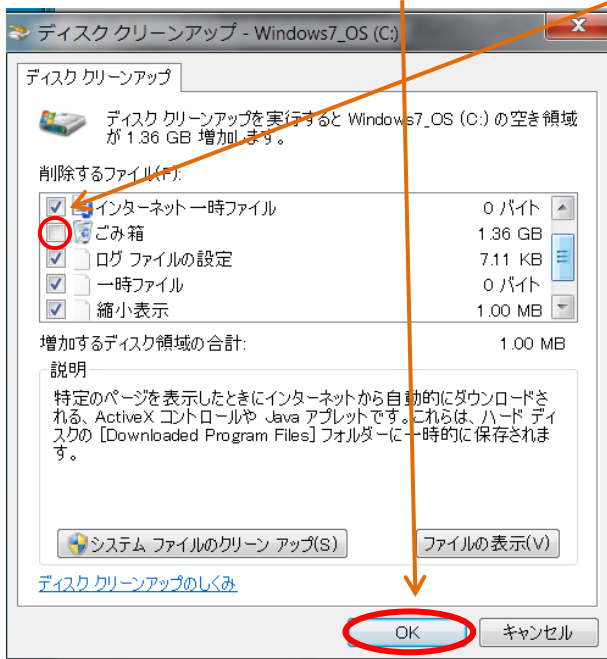 ディスク クリーンアップ - Windows7_OS (C:)
ディスク クリーンアップ
ディスク クリーンアップを実行すると Windows7_OS (C:) の空き領域
が 1.36 GB 増加します。
削除するファイル(F):
インターネット一時ファイル 0 バイト
ごみ箱 1.36 GB
ログ ファイルの設定 7.11 KB
一時ファイル 0 バイト
縮小表示 1.00 MB
増加するディスク領域の合計: 1.00 MB
説明
特定のページを表示したときにインターネットから自動的にダウンロードさ
れる、ActiveX コントロールや Java アプレットです。これらは、ハード ディ
スクの [Downloaded Program Files] フォルダーに一時的に保存されま
す。
システム ファイルのクリーン アップ(S) ファイルの表示(V)
ディスク クリーンアップのしくみ
OK キャンセル